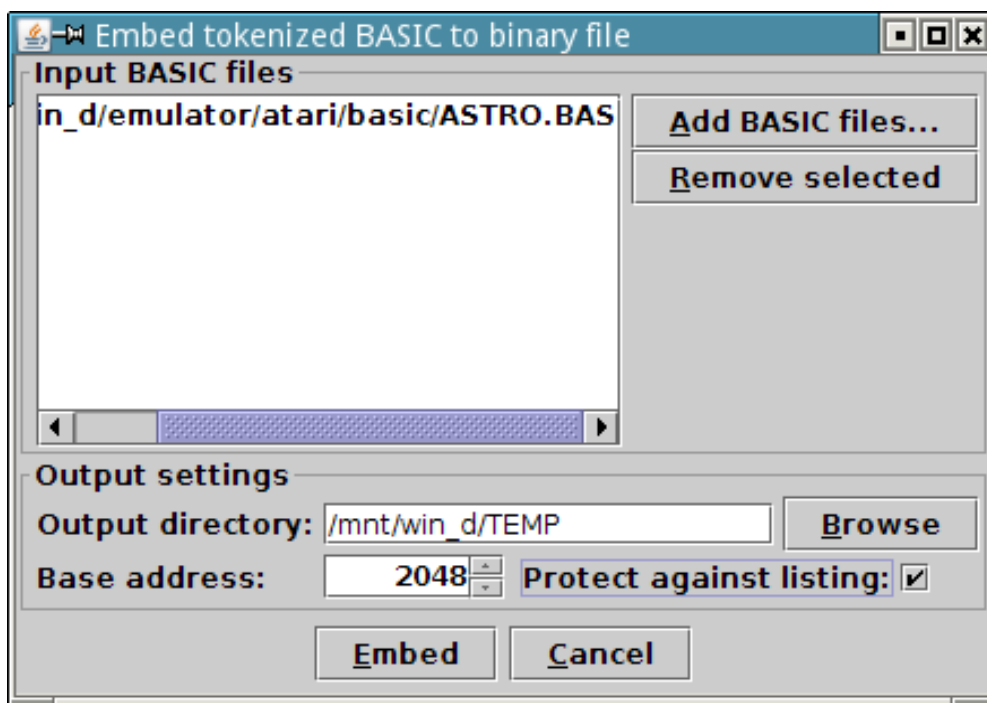 Embed tokenized BASIC to binary file
Input BASIC files
in_d/emulator/atari/basic/ASTRO.BAS
Add BASIC files...
Remove selected
Output settings
Output directory: /mnt/win_d/TEMP Browse
Base address: 2048 Protect against listing:
Embed Cancel